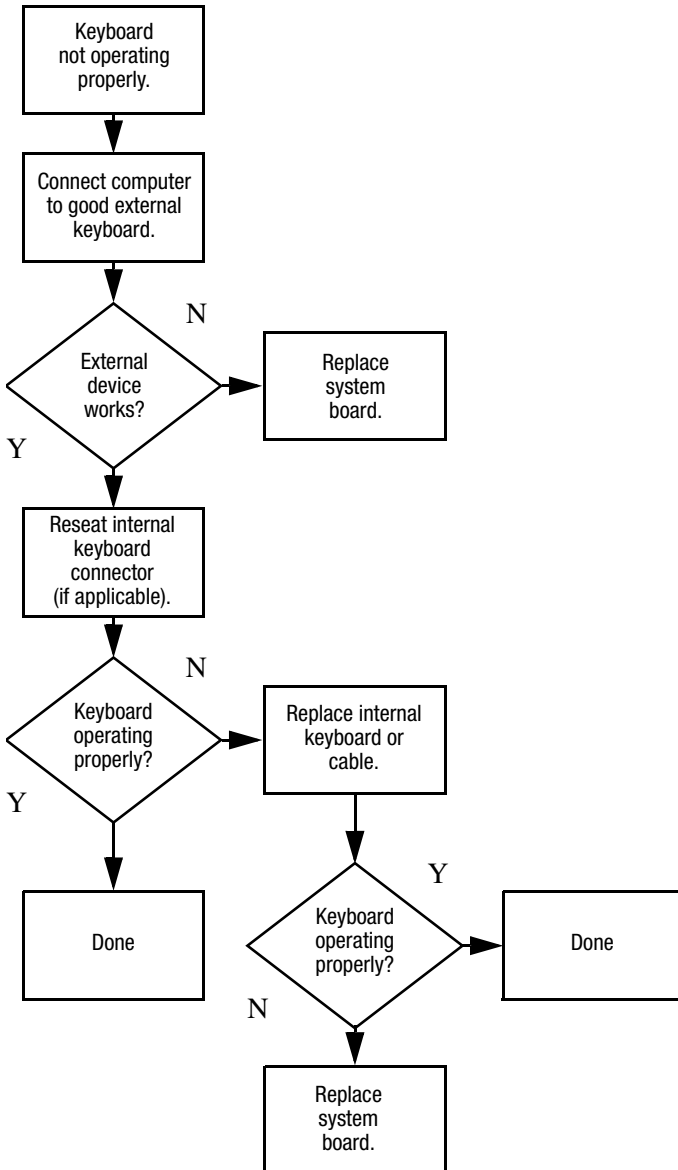 Keyboard
not operating
properly.
Connect computer
to good external
keyboard.
N
External
device
works?
Replace
system
board.
Y
Reseat internal
keyboard
connector
(if applicable).
N
Keyboard
operating
properly?
Replace internal
keyboard or
cable.
Y
Y
Done
Keyboard
operating
properly?
Done
N
Replace
system
board.